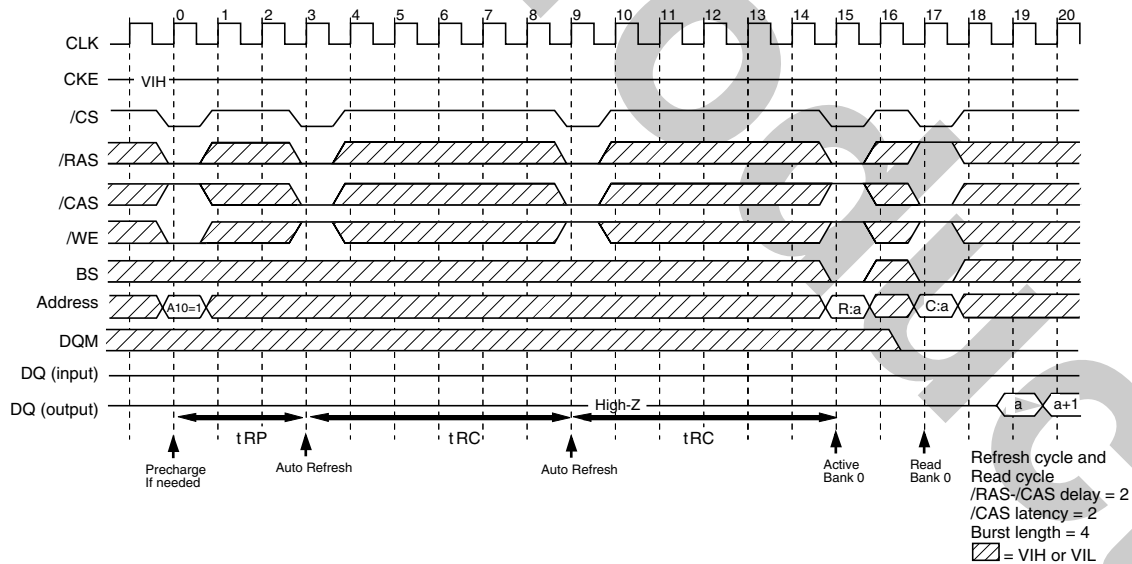 0 1 2 3 4 5 6 7 8 9 10 11 12 13 14 15 16 17 18 19 20
CLK
CKE VIH
/CS
/RAS
/CAS
/WE
BS
Address A10=1 R:a C:a
DQM
DQ (input)
DQ (output) High-Z a a+1
tRP tRC tRC
Precharge
If needed
Auto Refresh
Auto Refresh
Active
Bank 0
Read
Bank 0
Refresh cycle and
Read cycle
/RAS-/CAS delay = 2
/CAS latency = 2
Burst length = 4
= VIH or VIL